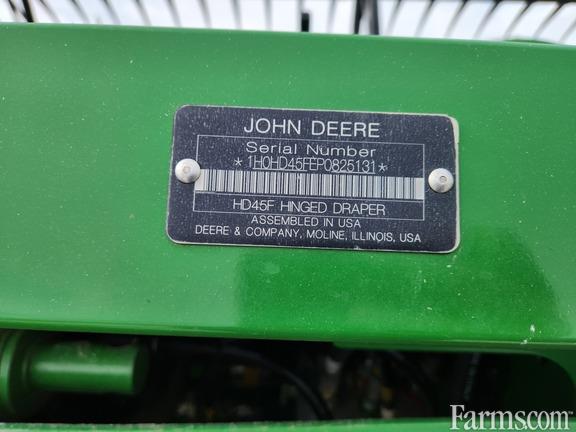 JOHN DEERE
Serial Number
*1H0HD45FEP0825131*
HD45F HINGED DRAPER
ASSEMBLED IN USA
DEERE & COMPANY, MOLINE, ILLINOIS, USA
Farms.com